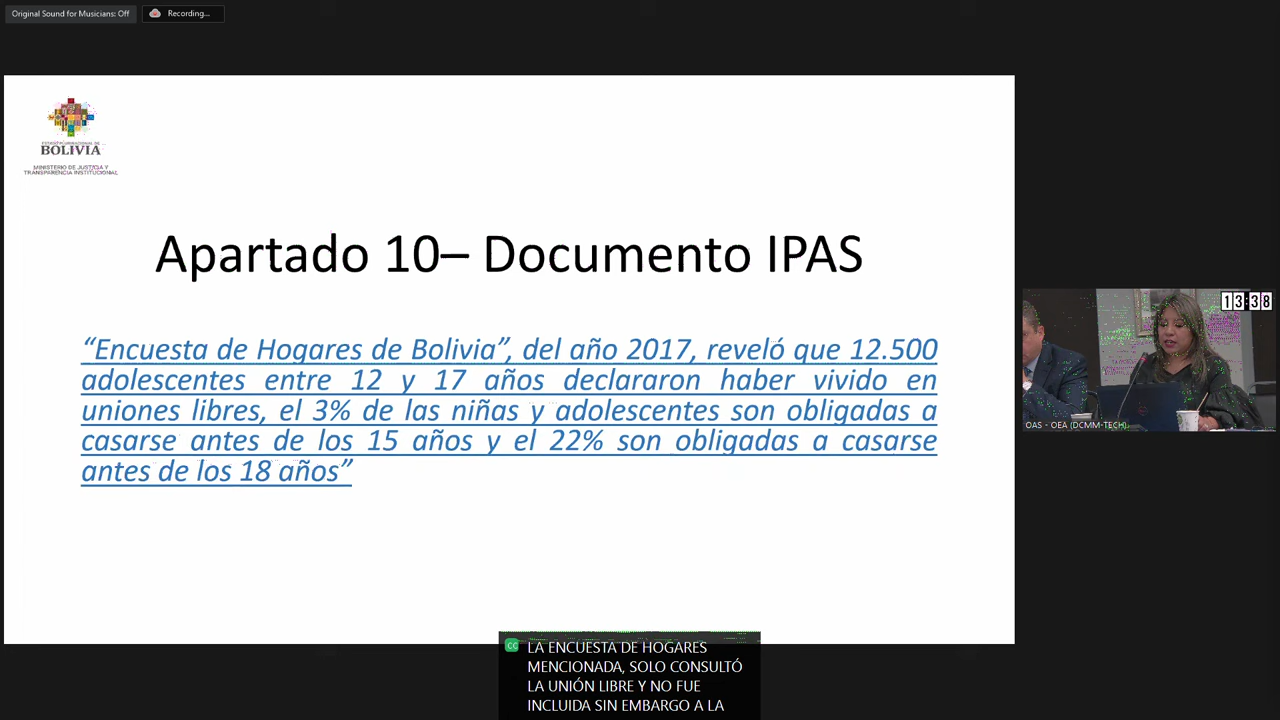 Original Sound for Musicians: Off
Recording...
ESTADO PLURINACIONAL DE
BOLIVIA
MINISTERIO DE JUSTICIA Y
TRANSPARENCIA INSTITUCIONAL
Apartado 10– Documento IPAS
“Encuesta de Hogares de Bolivia”, del año 2017, reveló que 12.500
adolescentes entre 12 y 17 años declararon haber vivido en
uniones libres, el 3% de las niñas y adolescentes son obligadas a
casarse antes de los 15 años y el 22% son obligadas a casarse
antes de los 18 años”
13:38
OAS - OEA (DCMM-TECH)
CC
LA ENCUESTA DE HOGARES
MENCIONADA, SOLO CONSULTÓ
LA UNIÓN LIBRE Y NO FUE
INCLUIDA SIN EMBARGO A LA